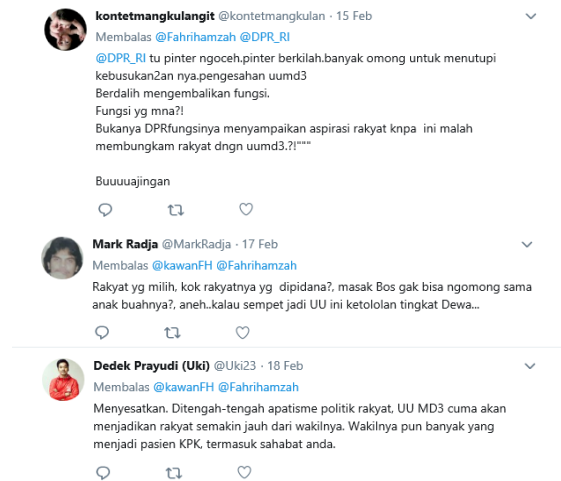 kontetmangkulangit @kontetmangkulan · 15 Feb
Membalas @Fahrihamzah @DPR_RI
@DPR_RI tu pinter ngoceh.pinter berkilah.banyak omong untuk menutupi
kebusukan2an nya.pengesahan uumd3
Berdalih mengembalikan fungsi.
Fungsi yg mna?!
Bukanya DPRfungsinya menyampaikan aspirasi rakyat knpa ini malah
membungkam rakyat dngn uumd3.?!"""
Buuuuajingan
Mark Radja @MarkRadja · 17 Feb
Membalas @kawanFH @Fahrihamzah
Rakyat yg milih, kok rakyatnya yg dipidana?, masak Bos gak bisa ngomong sama
anak buahnya?, aneh..kalau sempet jadi UU ini ketololan tingkat Dewa...
Dedek Prayudi (Uki) @Uki23 · 18 Feb
Membalas @kawanFH @Fahrihamzah
Menyesatkan. Ditengah-tengah apatisme politik rakyat, UU MD3 cuma akan
menjadikan rakyat semakin jauh dari wakilnya. Wakilnya pun banyak yang
menjadi pasien KPK, termasuk sahabat anda.